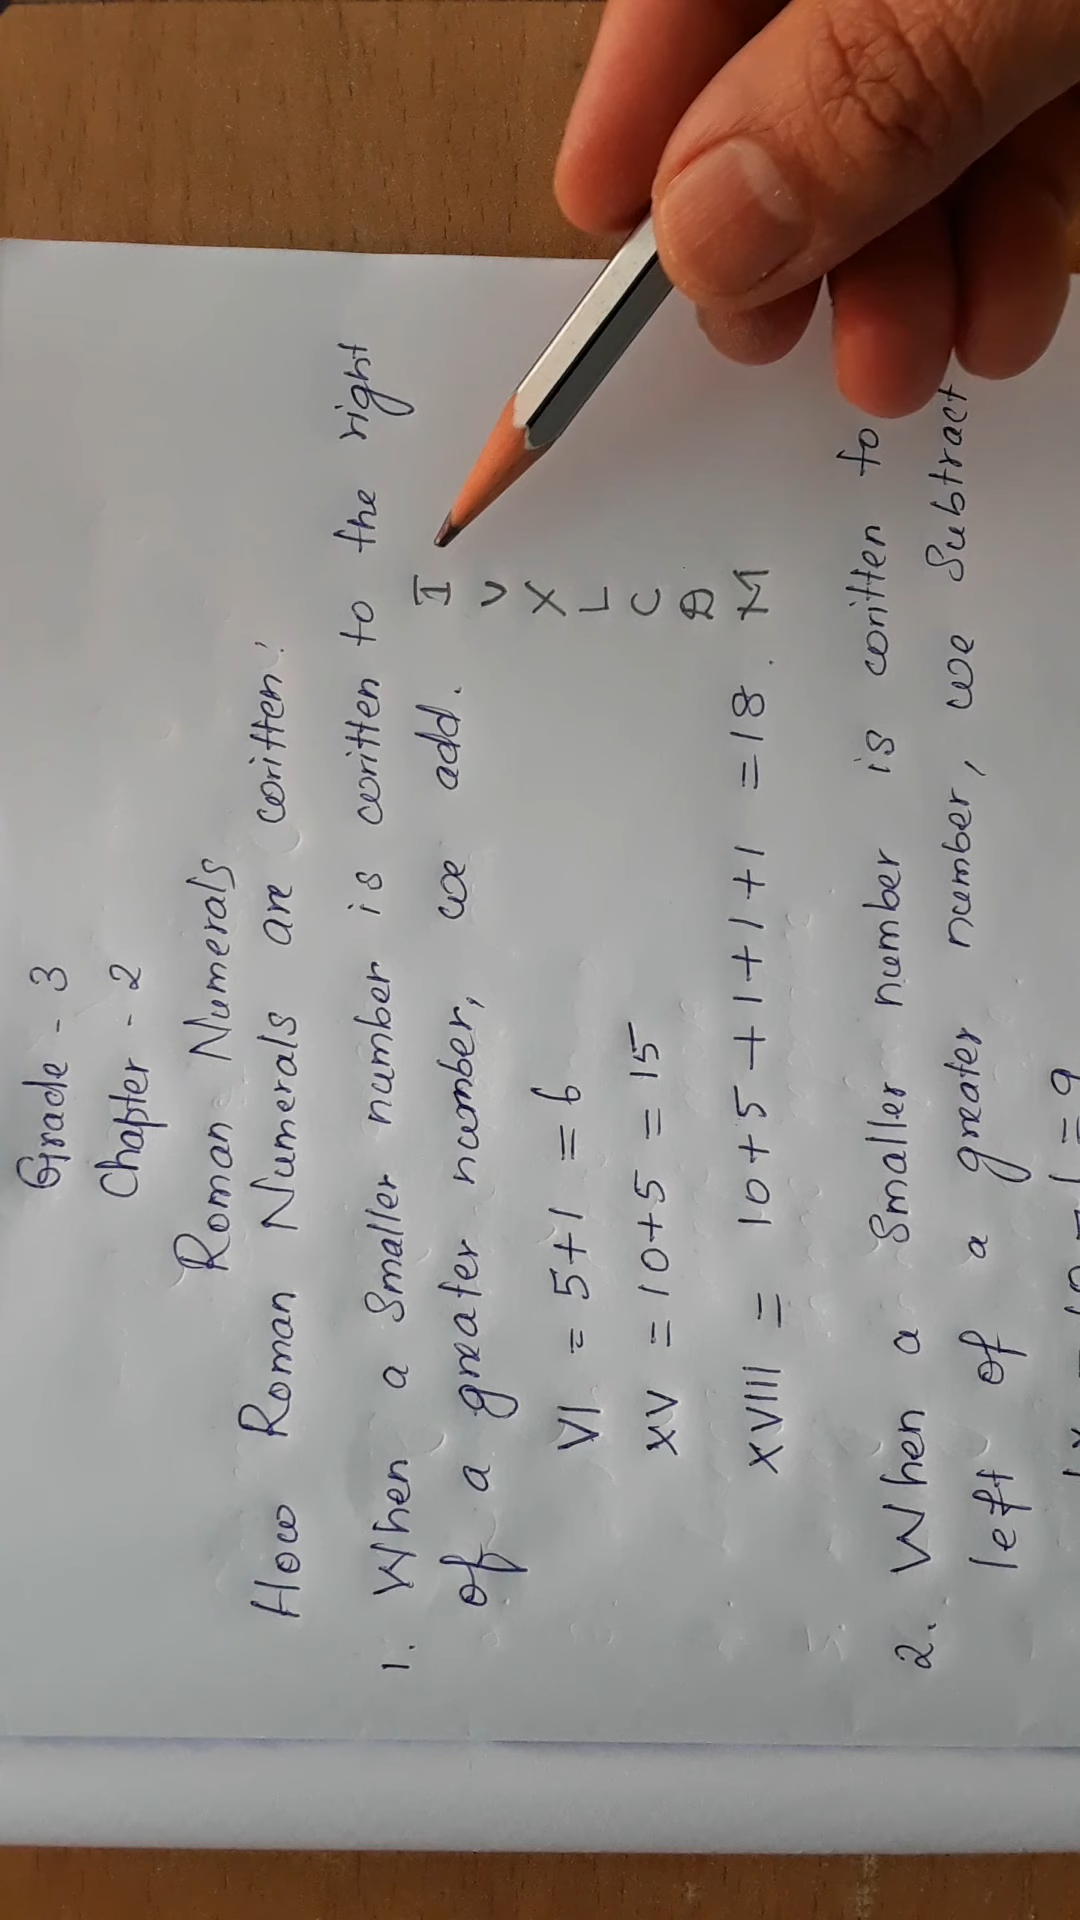 Grade - 3
Chapter - 2
Roman Numerals
How Roman Numerals are written:
1. When a Smaller number is written to the right
of a greater number, we add.
I
V
X
L
C
D
M
VI = 5+1 = 6
XV = 10+5 = 15
XVIII = 10+5+1+1+1 = 18.
2. When a Smaller number is written to
left of a greater number, we Subtract